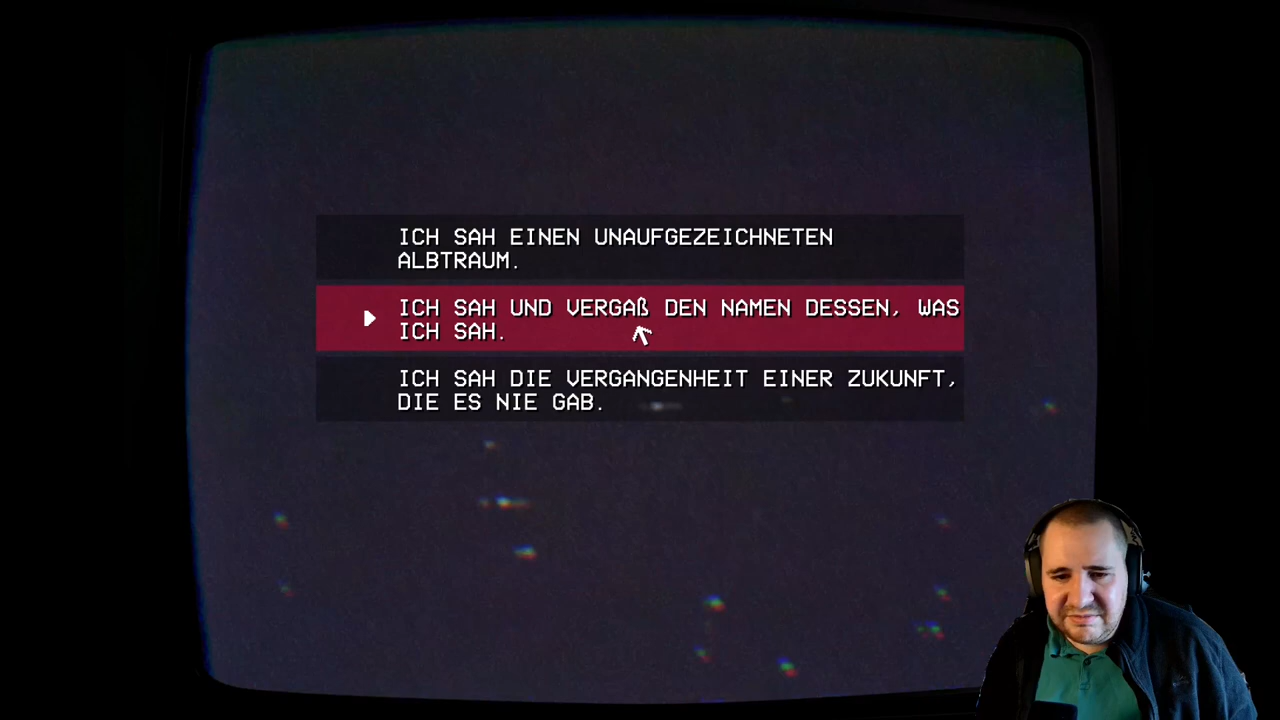 ICH SAH EINEN UNAUFGEZEICHNETEN
ALBTRAUM.
ICH SAH UND VERGAß DEN NAMEN DESSEN, WAS
ICH SAH.
ICH SAH DIE VERGANGENHEIT EINER ZUKUNFT,
DIE ES NIE GAB.